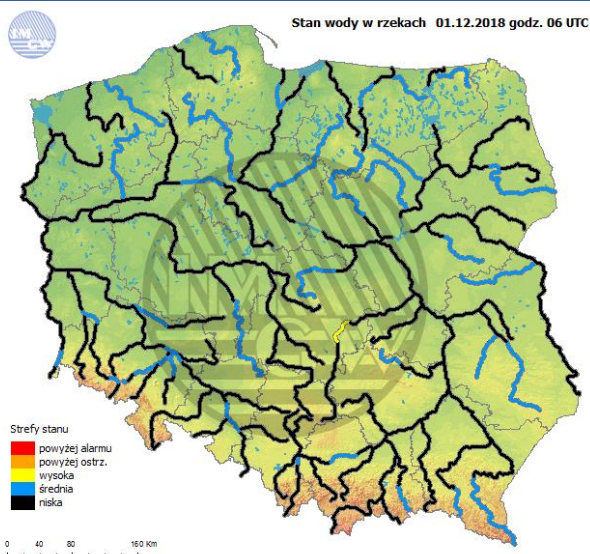 Stan wody w rzekach 01.12.2018 godz. 06 UTC
Strefy stanu
powyżej alarmu
powyżej ostrz.
wysoka
średnia
niska
0 40 80 160 Km